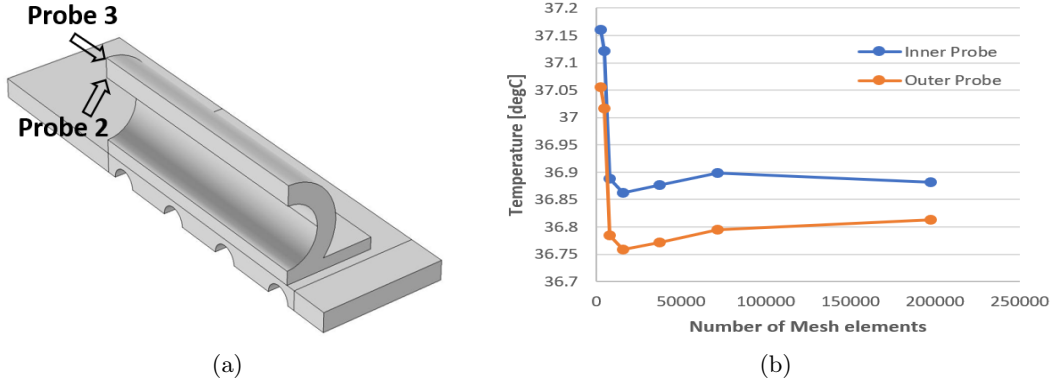 Probe 3
Probe 2
(a)
37.2
37.15
37.1
37.05
37
36.95
36.9
36.85
36.8
36.75
36.7
Temperature [degC]
Inner Probe
Outer Probe
0
50000
100000
150000
200000
250000
Number of Mesh elements
(b)